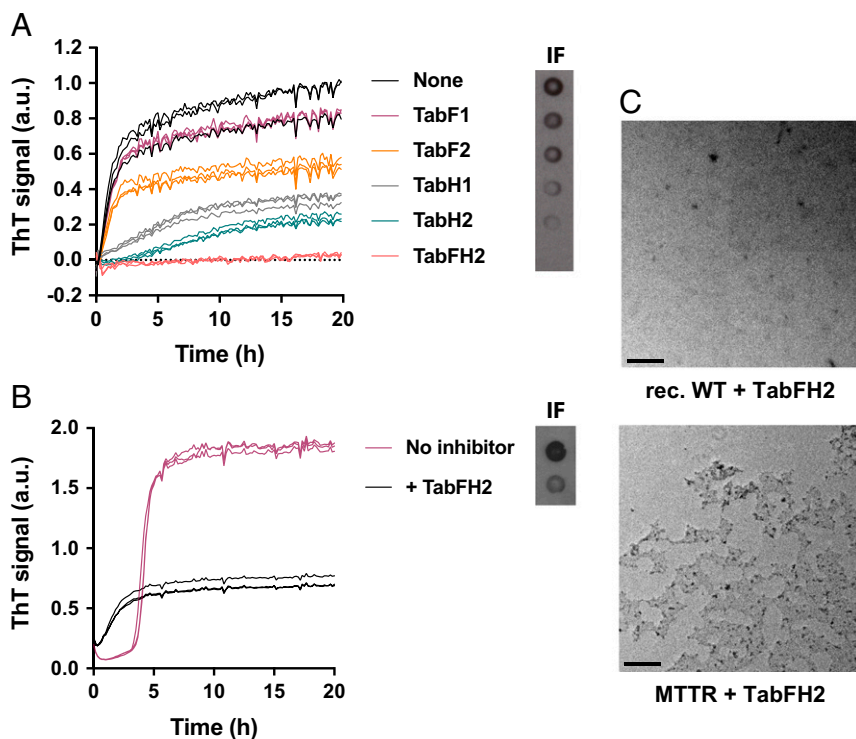 A
ThT signal (a.u.)
1.2
1.0
0.8
0.6
0.4
0.2
0.0
-0.2
0 5 10 15 20
Time (h)
None
TabF1
TabF2
TabH1
TabH2
TabFH2
IF
B
ThT signal (a.u.)
2.0
1.5
1.0
0.5
0.0
0 5 10 15 20
Time (h)
No inhibitor
+ TabFH2
IF
C
rec. WT + TabFH2
MTTR + TabFH2